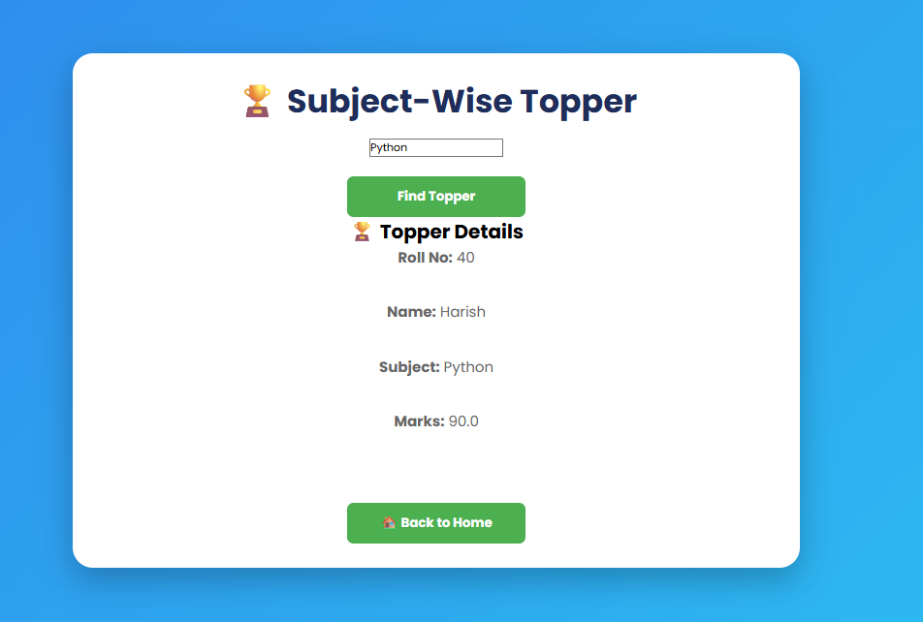 🏆 Subject-Wise Topper
Python
Find Topper
🏆 Topper Details
Roll No: 40
Name: Harish
Subject: Python
Marks: 90.0
🏠 Back to Home